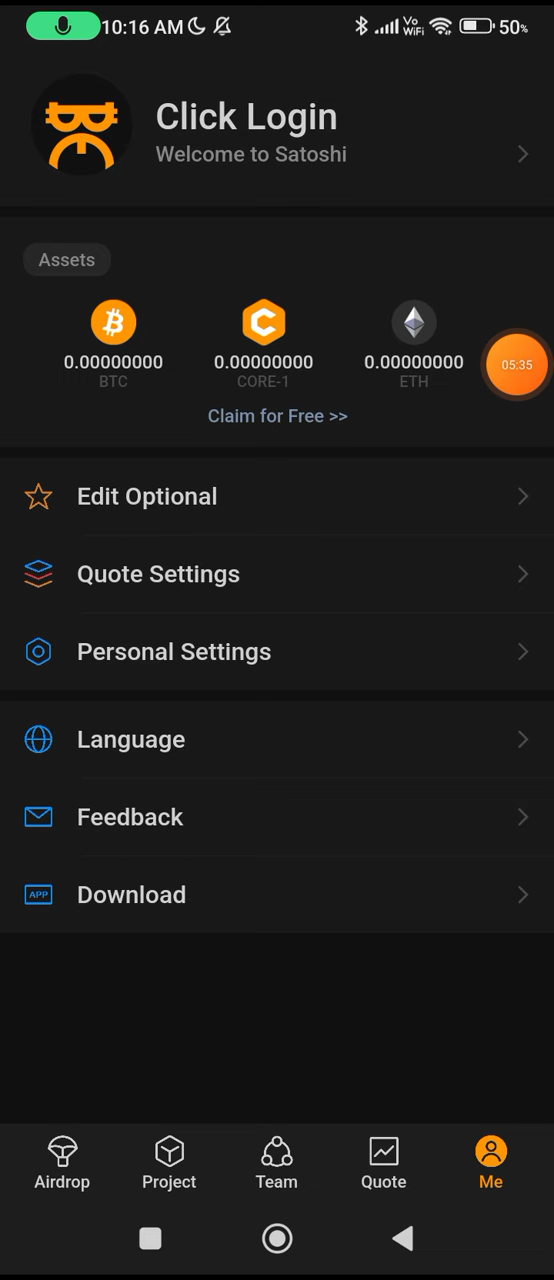 10:16 AM
Vo
WiFi
50%
Click Login
Welcome to Satoshi
Assets
0.00000000
BTC
0.00000000
CORE-1
0.00000000
ETH
05:35
Claim for Free >>
Edit Optional
Quote Settings
Personal Settings
Language
Feedback
APP
Download
Airdrop
Project
Team
Quote
Me